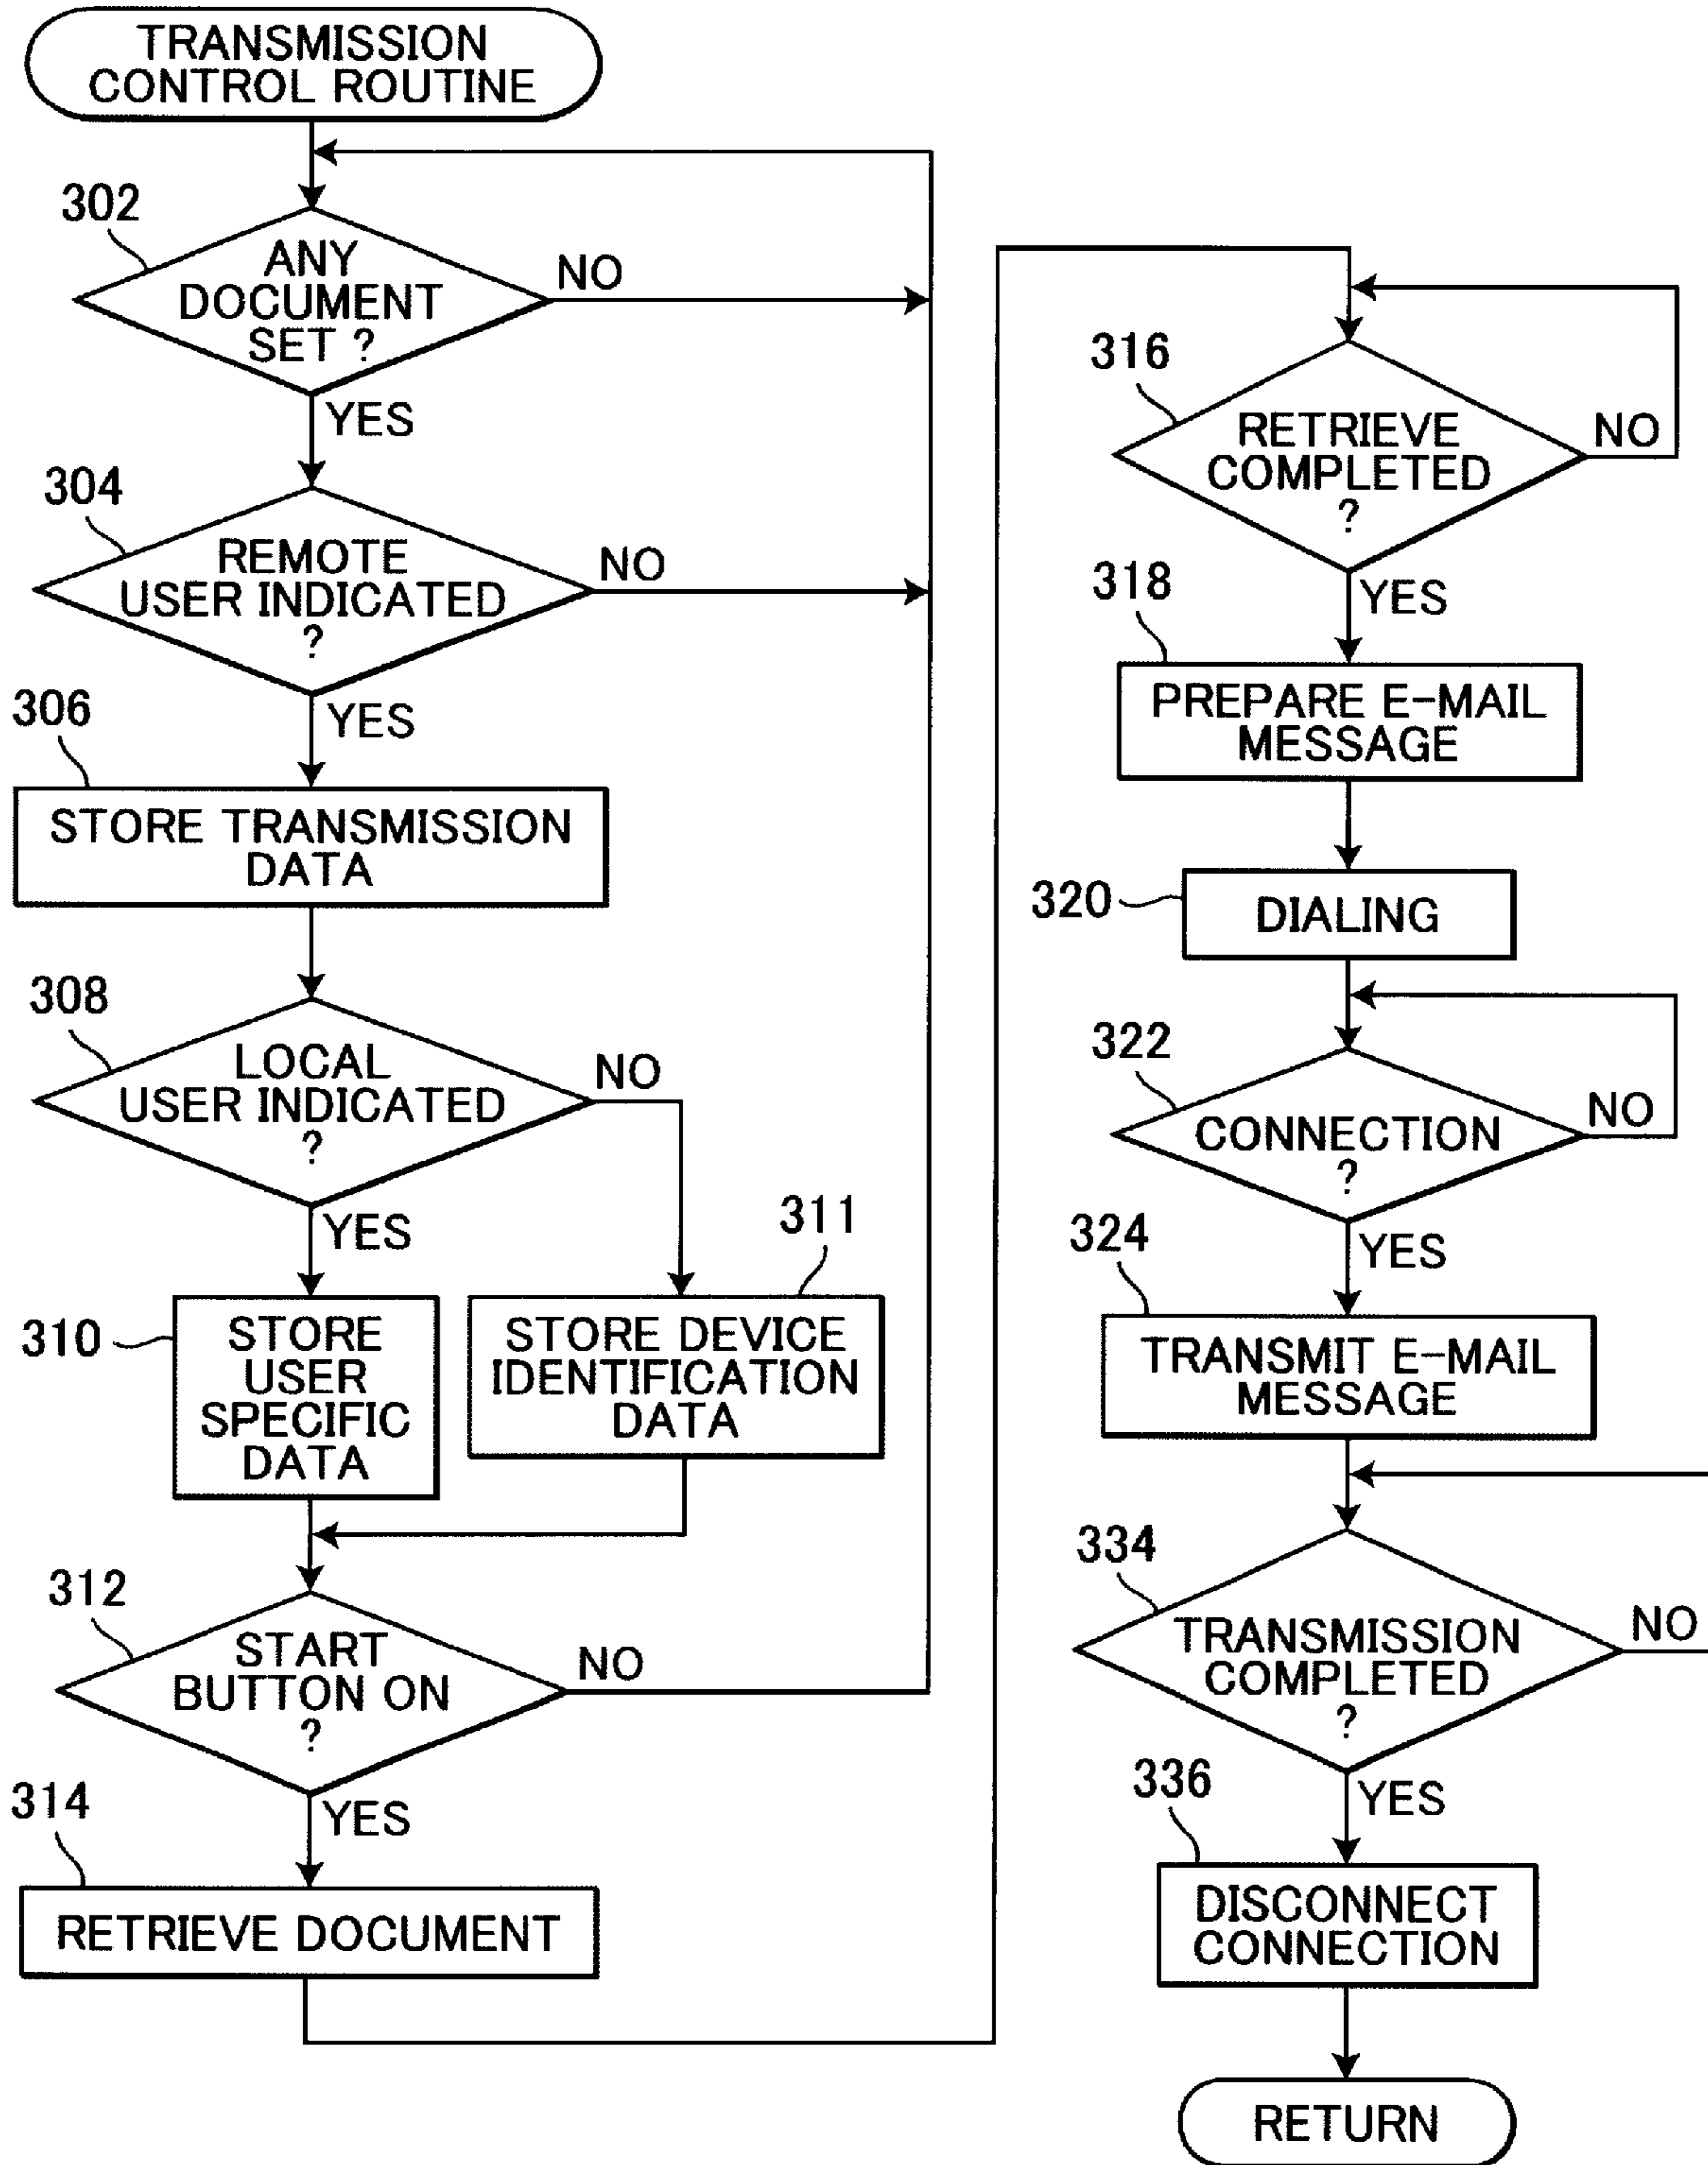 TRANSMISSION
CONTROL ROUTINE
302
ANY
DOCUMENT
SET ?
NO
YES
304
REMOTE
USER INDICATED
?
NO
YES
306
STORE TRANSMISSION
DATA
308
LOCAL
USER INDICATED
?
NO
YES
310
STORE
USER
SPECIFIC
DATA
311
STORE DEVICE
IDENTIFICATION
DATA
312
START
BUTTON ON
?
NO
YES
314
RETRIEVE DOCUMENT
316
RETRIEVE
COMPLETED
?
NO
YES
318
PREPARE E-MAIL
MESSAGE
320
DIALING
322
CONNECTION
?
NO
YES
324
TRANSMIT E-MAIL
MESSAGE
334
TRANSMISSION
COMPLETED
?
NO
YES
336
DISCONNECT
CONNECTION
RETURN